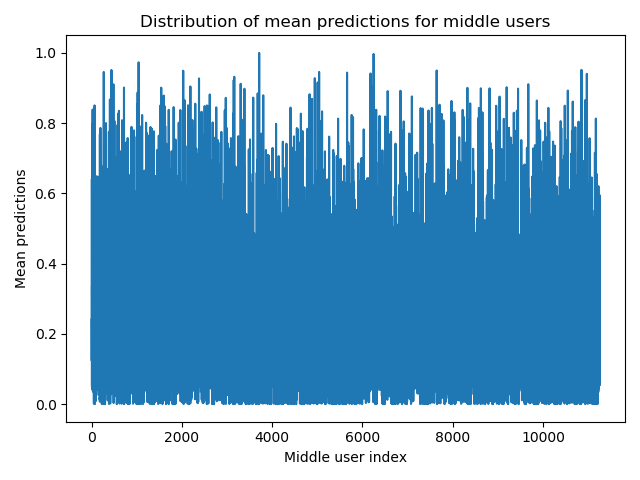 Distribution of mean predictions for middle users
1.0
0.8
0.6
0.4
0.2
0.0
Mean predictions
0 2000 4000 6000 8000 10000
Middle user index